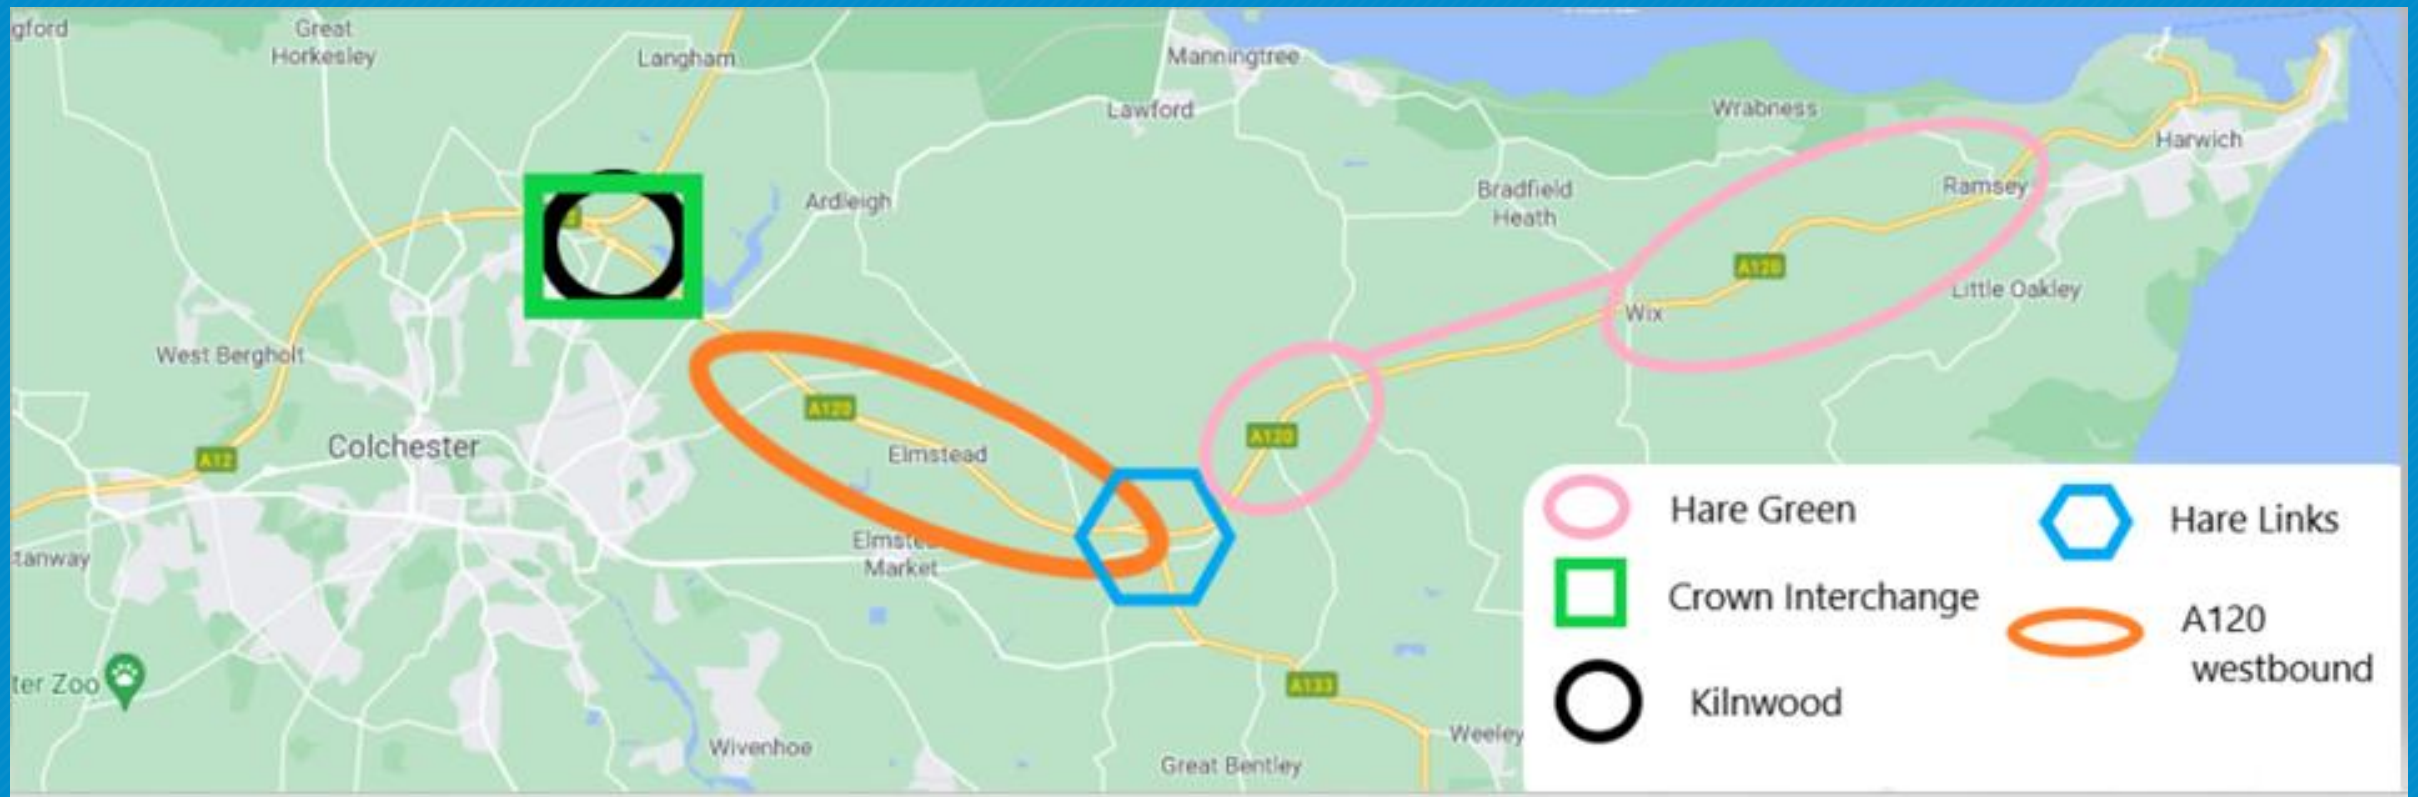 gford
Great
Horkesley
Langham
Manningtree
Lawford
Wrabness
Harwich
Ardleigh
Bradfield
Heath
Ramsey
A120
Little Oakley
Wix
West Bergholt
A120
Elmstead
A120
Colchester
A12
Elmste
Market
tanway
ter Zoo
A133
Wivenhoe
Great Bentley
Weeley
Hare Green
Hare Links
Crown Interchange
A120
westbound
Kilnwood